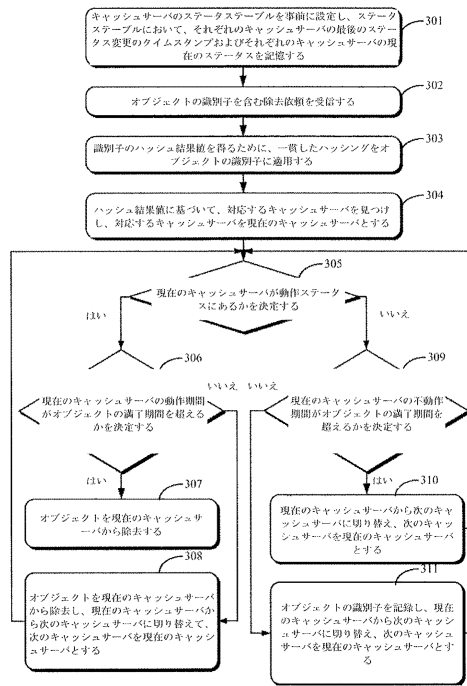 キャッシュサーバのステータステーブルを事前に設定し、ステータ
ステーブルにおいて、それぞれのキャッシュサーバの最後のステ
ータス変更のタイムスタンプおよびそれぞれのキャッシュサーバの現
在のステータスを記憶する
301
オブジェクトの識別子を含む除去依頼を受信する
302
識別子のハッシュ結果値を得るために、一貫したハッシングをオ
ブジェクトの識別子に適用する
303
ハッシュ結果値に基づいて、対応するキャッシュサーバを見つけ
し、対応するキャッシュサーバを現在のキャッシュサーバとする
304
305
現在のキャッシュサーバが動作ステータ
スにあるかを決定する
はい
いいえ
306
現在のキャッシュサーバの動作期間
がオブジェクトの満了期間を超える
かを決定する
いいえ
いいえ
309
現在のキャッシュサーバの不動作
期間がオブジェクトの満了期間を
超えるかを決定する
はい
307
オブジェクトを現在のキャッシュサ
ーバから除去する
はい
310
現在のキャッシュサーバから次のキャ
ッシュサーバに切り替え、次のキャッ
シュサーバを現在のキャッシュサーバ
とする
308
オブジェクトを現在のキャッシュサーバ
から除去し、現在のキャッシュサーバか
ら次のキャッシュサーバに切り替えて、
次のキャッシュサーバを現在のキャッシ
ュサーバとする
311
オブジェクトの識別子を記録し、現在
のキャッシュサーバから次のキャッシ
ュサーバに切り替え、次のキャッシュ
サーバを現在のキャッシュサーバとす
る